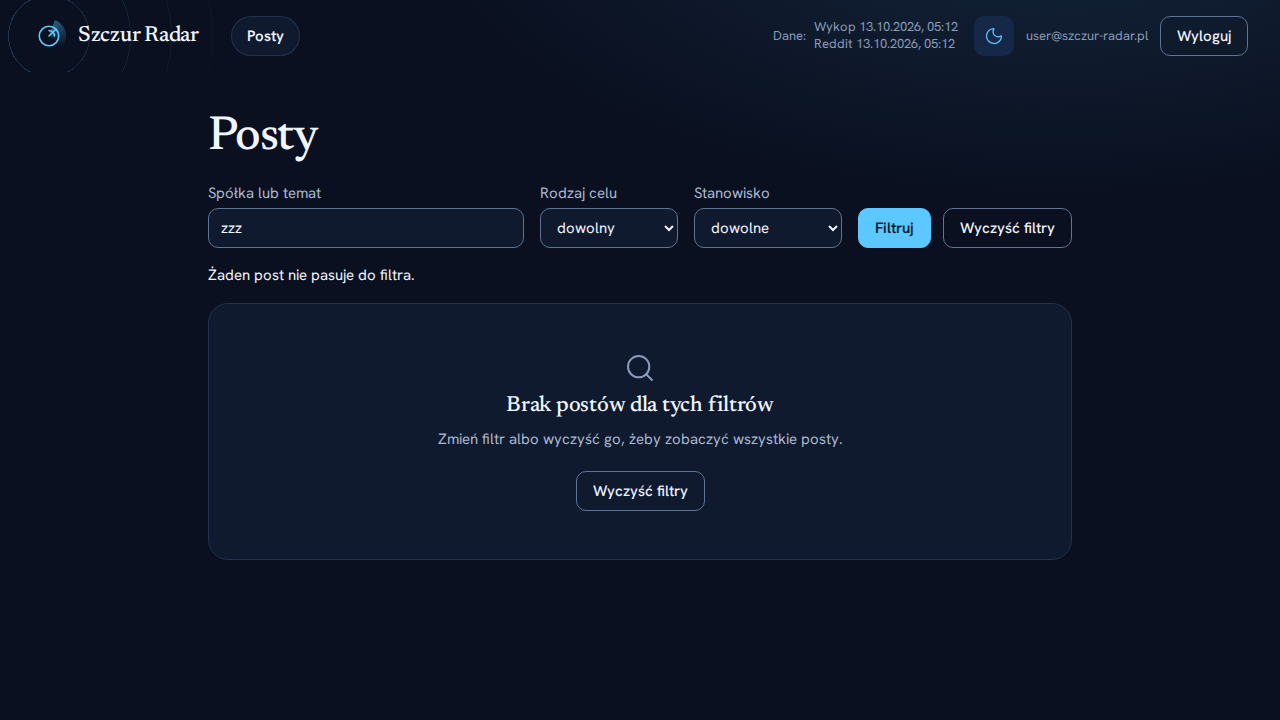 Szczur Radar
Posty
Dane:
Wykop 13.10.2026, 05:12
Reddit 13.10.2026, 05:12
user@szczur-radar.pl
Wyloguj
Posty
Spółka lub temat
Rodzaj celu
Stanowisko
zzz
dowolny
dowolne
Filtruj
Wyczyść filtry
Żaden post nie pasuje do filtra.
Brak postów dla tych filtrów
Zmień filtr albo wyczyść go, żeby zobaczyć wszystkie posty.
Wyczyść filtry